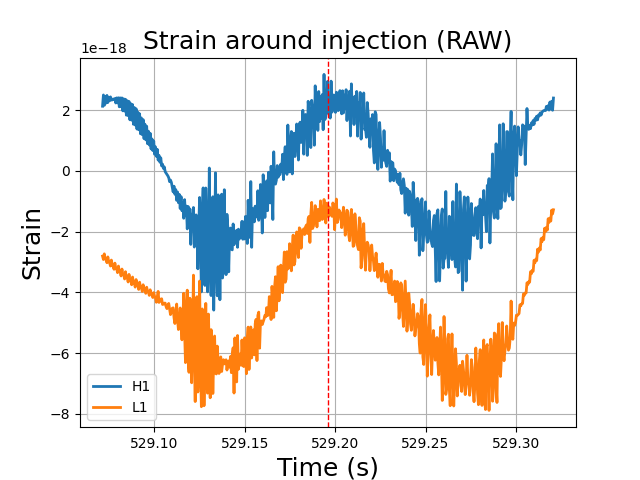 Strain around injection (RAW)
1e−18
2
0
−2
−4
−6
−8
Strain
H1
L1
529.10 529.15 529.20 529.25 529.30
Time (s)